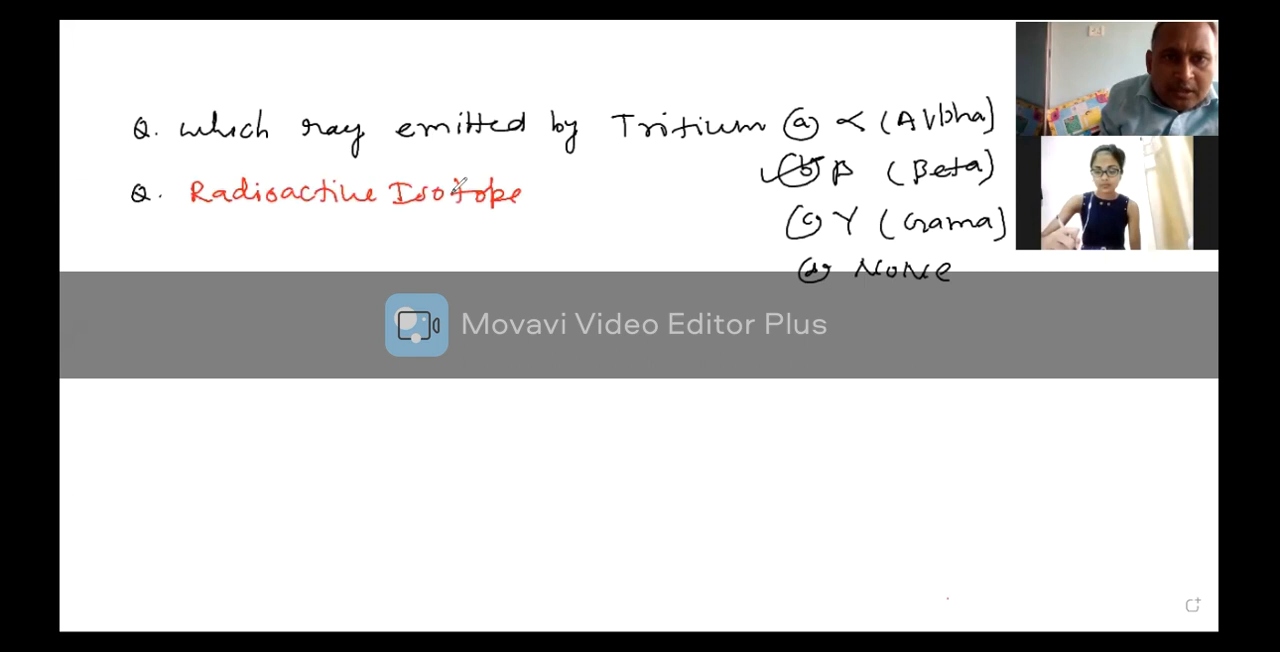 Q. which ray emitted by Tritium (a) α (Alpha)
(b) β (Beta)
Q. Radioactive Isotope
(c) γ (Gama)
(d) None
Movavi Video Editor Plus